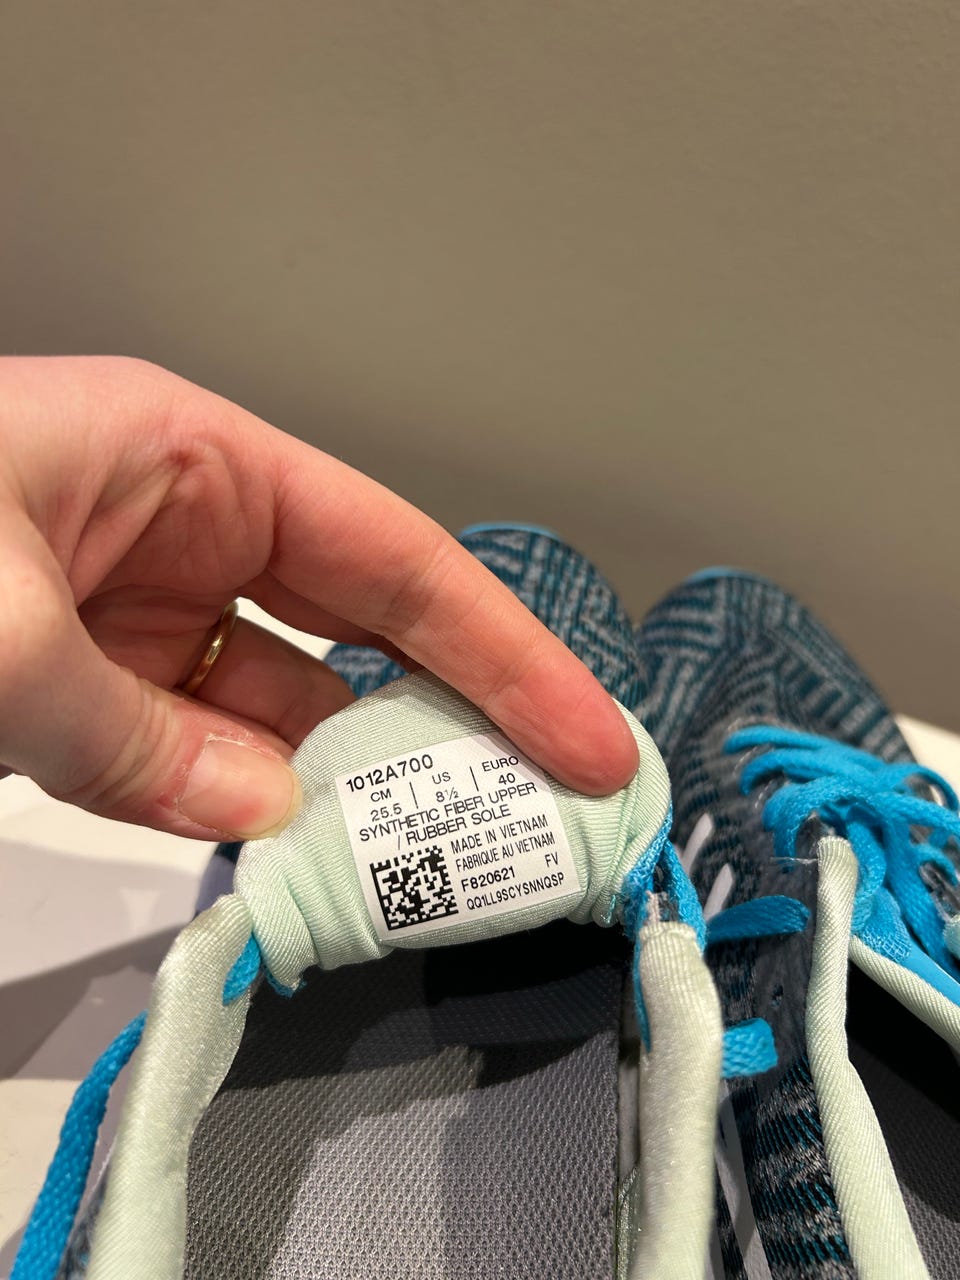 1012A700
CM | US | EURO
25.5 | 8½ | 40
SYNTHETIC FIBER UPPER
/ RUBBER SOLE
MADE IN VIETNAM
FABRIQUE AU VIETNAM
FV
F820621
QQ1LL9SCYSNNQSP